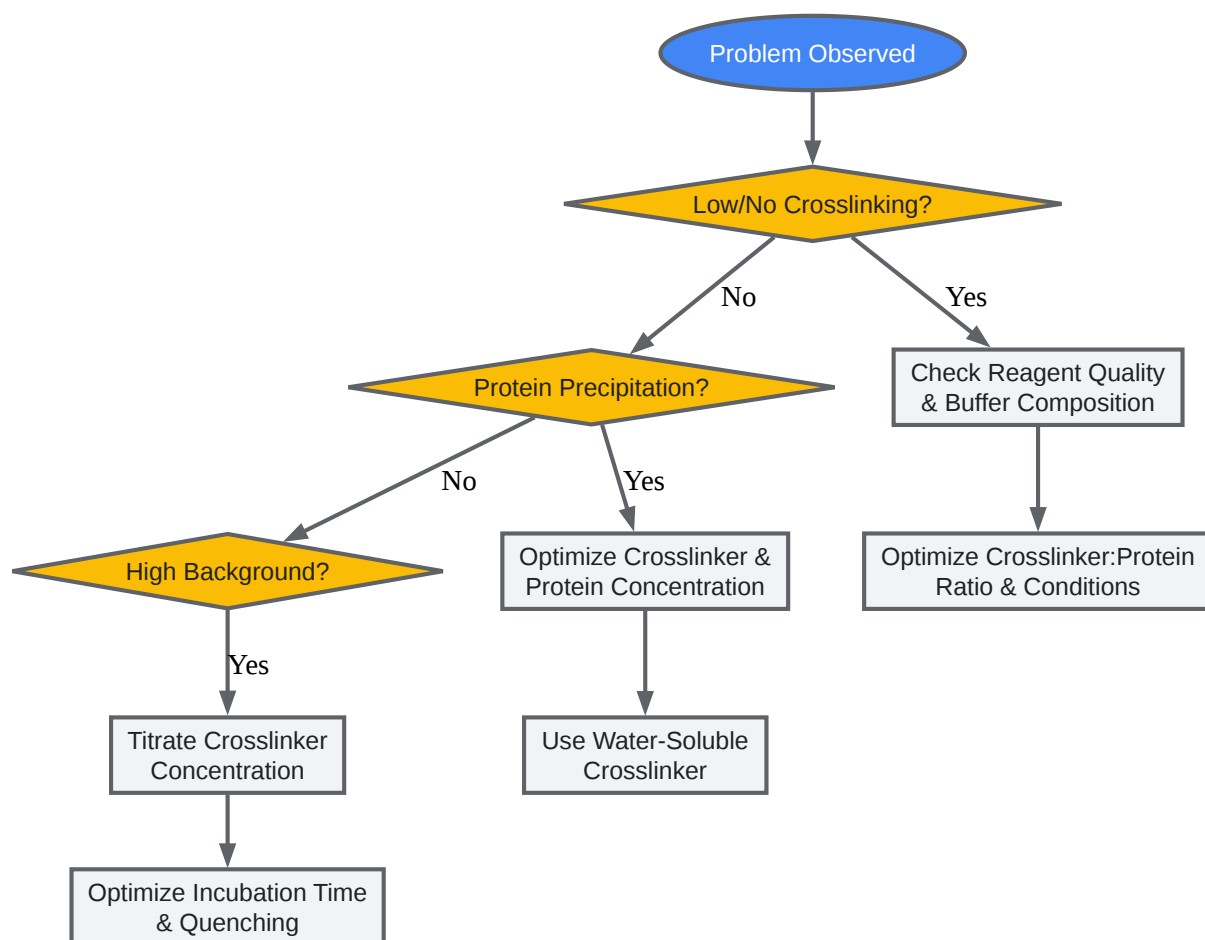 Problem Observed
Low/No Crosslinking?
No
Yes
Protein Precipitation?
Check Reagent Quality
& Buffer Composition
No
Yes
High Background?
Optimize Crosslinker &
Protein Concentration
Optimize Crosslinker:Protein
Ratio & Conditions
Yes
Titrate Crosslinker
Concentration
Use Water-Soluble
Crosslinker
Optimize Incubation Time
& Quenching